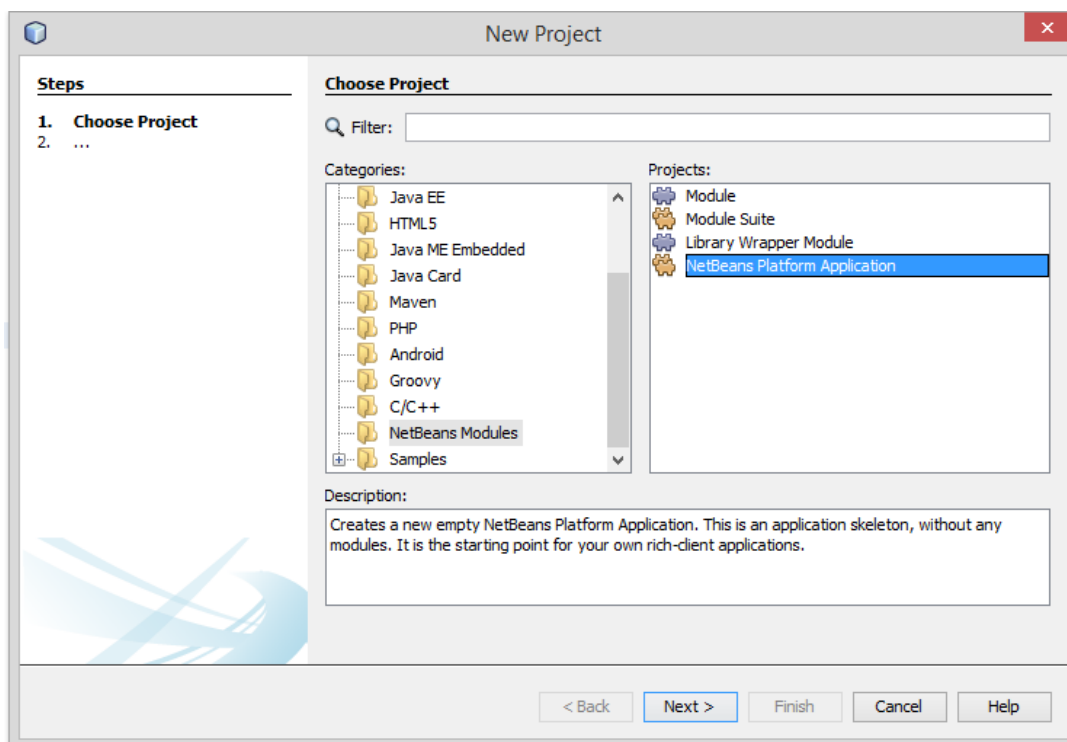 New Project
Steps
1. Choose Project
2. ...
Choose Project
Filter:
Categories:
Java EE
HTML5
Java ME Embedded
Java Card
Maven
PHP
Android
Groovy
C/C++
NetBeans Modules
Samples
Projects:
Module
Module Suite
Library Wrapper Module
NetBeans Platform Application
Description:
Creates a new empty NetBeans Platform Application. This is an application skeleton, without any
modules. It is the starting point for your own rich-client applications.
< Back
Next >
Finish
Cancel
Help